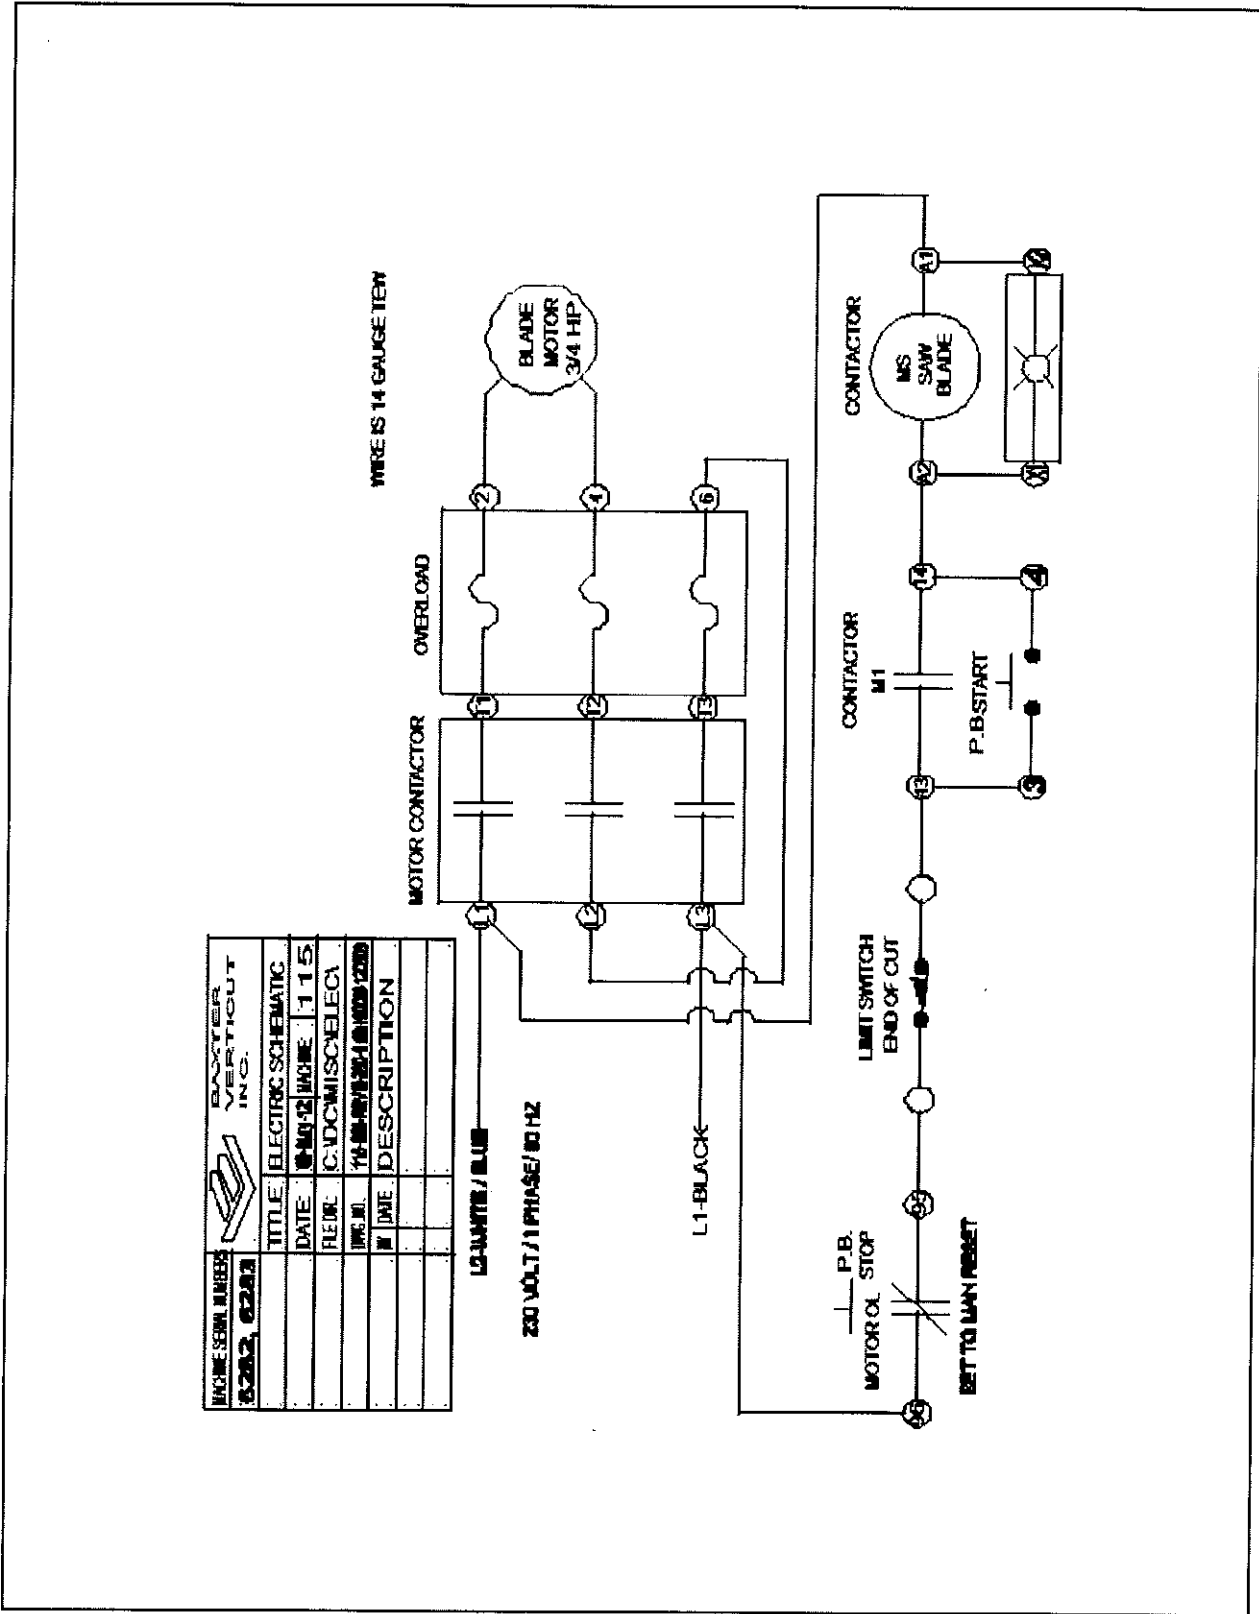 MACHINE SERIAL NUMBERS
6282, 6283
BAXTER
VERTICUT
INC.
TITLE ELECTRIC SCHEMATIC
DATE: MACHINE: 115
FILE DIR.:
DWG. NO.
BY DATE DESCRIPTION
WIRE IS 14 GAUGE TEW
L2-WHITE / BLUE
230 VOLT / 1 PHASE / 60 HZ
L1-BLACK
MOTOR CONTACTOR
OVERLOAD
L1 T1 2
L2 T2 4
L3 T3 6
BLADE
MOTOR
3/4 HP
P.B.
MOTOR OL STOP
SET TO MAN RESET
LIMIT SWITCH
END OF CUT
CONTACTOR
M1
P.B.START
CONTACTOR
MS
SAW
BLADE
13 14 A2 A1
3 4 X1 X2